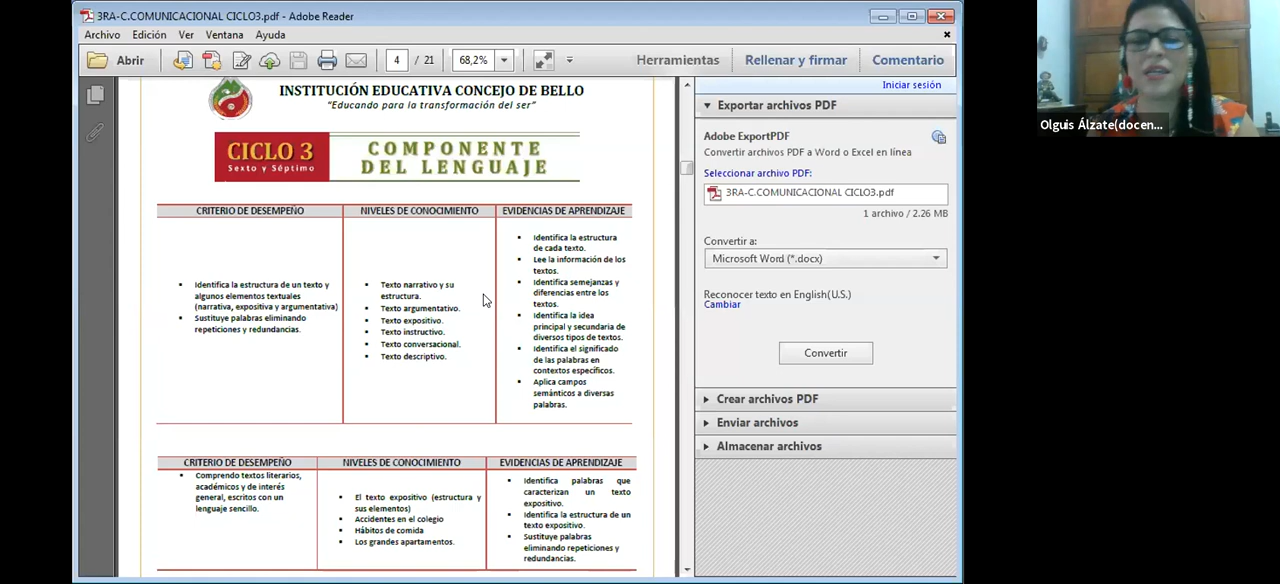 3RA-C.COMUNICACIONAL CICLO3.pdf - Adobe Reader
Archivo Edición Ver Ventana Ayuda
Abrir 4 / 21 68,2% Herramientas Rellenar y firmar Comentario
INSTITUCIÓN EDUCATIVA CONCEJO DE BELLO
"Educando para la transformación del ser"
CICLO 3
Sexto y Séptimo
COMPONENTE
DEL LENGUAJE
CRITERIO DE DESEMPEÑO NIVELES DE CONOCIMIENTO EVIDENCIAS DE APRENDIZAJE
Identifica la estructura de un texto y
algunos elementos textuales
(narrativa, expositiva y argumentativa)
Sustituye palabras eliminando
repeticiones y redundancias.
Texto narrativo y su
estructura.
Texto argumentativo.
Texto expositivo.
Texto instructivo.
Texto conversacional.
Texto descriptivo.
Identifica la estructura
de cada texto.
Lee la información de los
textos.
Identifica semejanzas y
diferencias entre los
textos.
Identifica la idea
principal y secundaria de
diversos tipos de textos.
Identifica el significado
de las palabras en
contextos específicos.
Aplica campos
semánticos a diversas
palabras.
CRITERIO DE DESEMPEÑO NIVELES DE CONOCIMIENTO EVIDENCIAS DE APRENDIZAJE
Comprendo textos literarios,
académicos y de interés
general, escritos con un
lenguaje sencillo.
El texto expositivo (estructura y
sus elementos)
Accidentes en el colegio
Hábitos de comida
Los grandes apartamentos.
Identifica palabras que
caracterizan un texto
expositivo.
Identifica la estructura de un
texto expositivo.
Sustituye palabras
eliminando repeticiones y
redundancias.
Iniciar sesión
Exportar archivos PDF
Adobe ExportPDF
Convertir archivos PDF a Word o Excel en línea
Seleccionar archivo PDF:
3RA-C.COMUNICACIONAL CICLO3.pdf
1 archivo / 2.26 MB
Convertir a:
Microsoft Word (*.docx)
Reconocer texto en English(U.S.)
Cambiar
Convertir
Crear archivos PDF
Enviar archivos
Almacenar archivos
Olguis Álzate(docen...